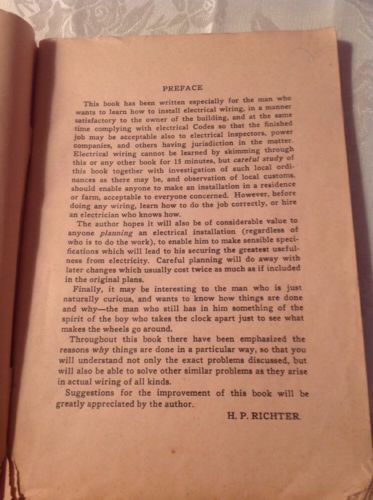 PREFACE
This book has been written especially for the man who
wants to learn how to install electrical wiring, in a manner
satisfactory to the owner of the building, and at the same
time complying with electrical Codes so that the finished
job may be acceptable also to electrical inspectors, power
companies, and others having jurisdiction in the matter.
Electrical wiring cannot be learned by skimming through
this or any other book for 15 minutes, but careful study of
this book together with investigation of such local ordi-
nances as there may be, and observation of local customs,
should enable anyone to make an installation in a residence
or farm, acceptable to everyone concerned. However, before
doing any wiring, learn how to do the job correctly, or hire
an electrician who knows how.
The author hopes it will also be of considerable value to
anyone planning an electrical installation (regardless of
who is to do the work), to enable him to make sensible speci-
fications which will lead to his securing the greatest useful-
ness from electricity. Careful planning will do away with
later changes which usually cost twice as much as if included
in the original plans.
Finally, it may be interesting to the man who is just
naturally curious, and wants to know how things are done
and why—the man who still has in him something of the
spirit of the boy who takes the clock apart just to see what
makes the wheels go around.
Throughout this book there have been emphasized the
reasons why things are done in a particular way, so that you
will understand not only the exact problems discussed, but
will also be able to solve other similar problems as they arise
in actual wiring of all kinds.
Suggestions for the improvement of this book will be
greatly appreciated by the author.
H. P. RICHTER.